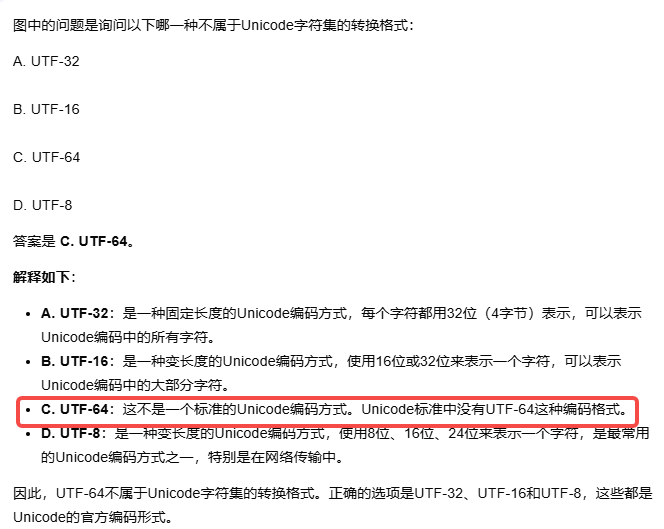 图中的问题是询问以下哪一种不属于Unicode字符集的转换格式：
A. UTF-32
B. UTF-16
C. UTF-64
D. UTF-8
答案是 C. UTF-64。
解释如下：
• A. UTF-32：是一种固定长度的Unicode编码方式，每个字符都用32位（4字节）表示，可以表示
Unicode编码中的所有字符。
• B. UTF-16：是一种变长度的Unicode编码方式，使用16位或32位来表示一个字符，可以表示
Unicode编码中的大部分字符。
• C. UTF-64：这不是一个标准的Unicode编码方式。Unicode标准中没有UTF-64这种编码格式。
• D. UTF-8：是一种变长度的Unicode编码方式，使用8位、16位、24位来表示一个字符，是最常用
的Unicode编码方式之一，特别是在网络传输中。
因此，UTF-64不属于Unicode字符集的转换格式。正确的选项是UTF-32、UTF-16和UTF-8，这些都是
Unicode的官方编码形式。